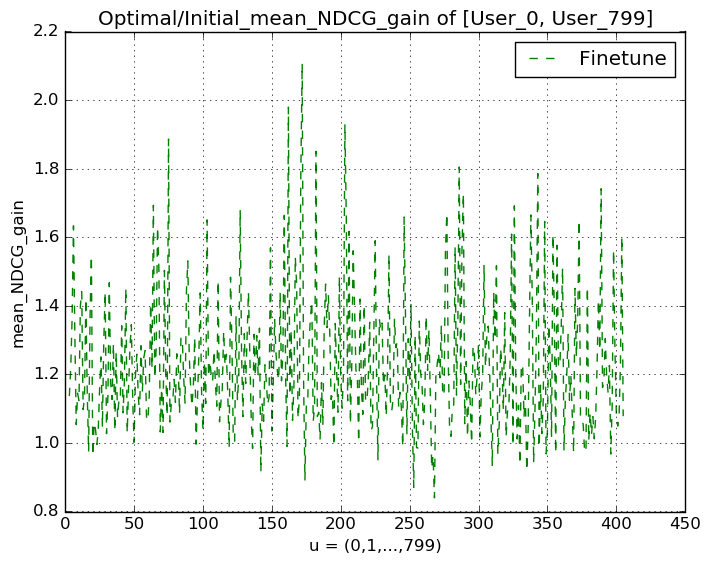 Optimal/Initial_mean_NDCG_gain of [User_0, User_799]
2.2
2.0
1.8
1.6
1.4
1.2
1.0
0.8
mean_NDCG_gain
Finetune
0 50 100 150 200 250 300 350 400 450
u = (0,1,...,799)